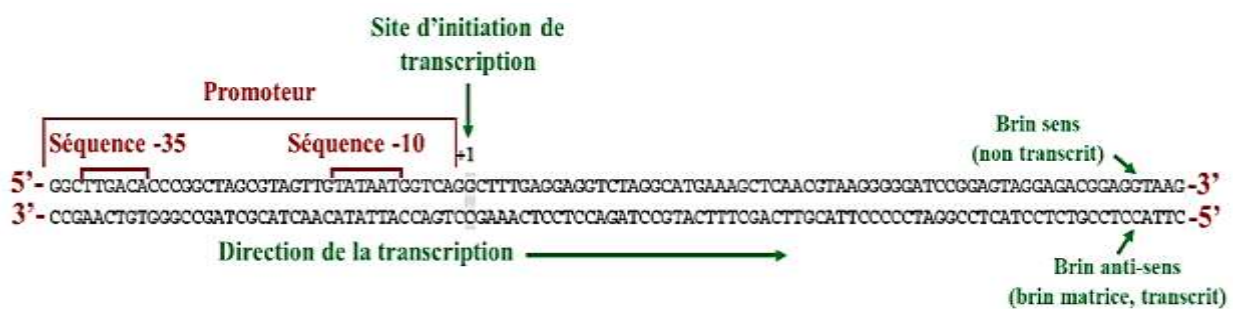 Site d'initiation de
transcription
Promoteur
Séquence -35 Séquence -10
+1
Brin sens
(non transcrit)
5'- GGCTTGACACCCGGCTAGCGTAGTTGTATAATGGTCAGGCTTTGAGGAGGTCTAGGCATGAAAGCTCAACGTAAGGGGGATCCGGAGTAGGAGACGGAGGTAAG-3'
3'- CCGAACTGTGGGCCGATCGCATCAACATATTACCAGTCCGAAACTCCTCCAGATCCGTACTTTCGACTTGCATTCCCCCTAGGCCTCATCCTCTGCCTCCATTC-5'
Direction de la transcription
Brin anti-sens
(brin matrice, transcrit)